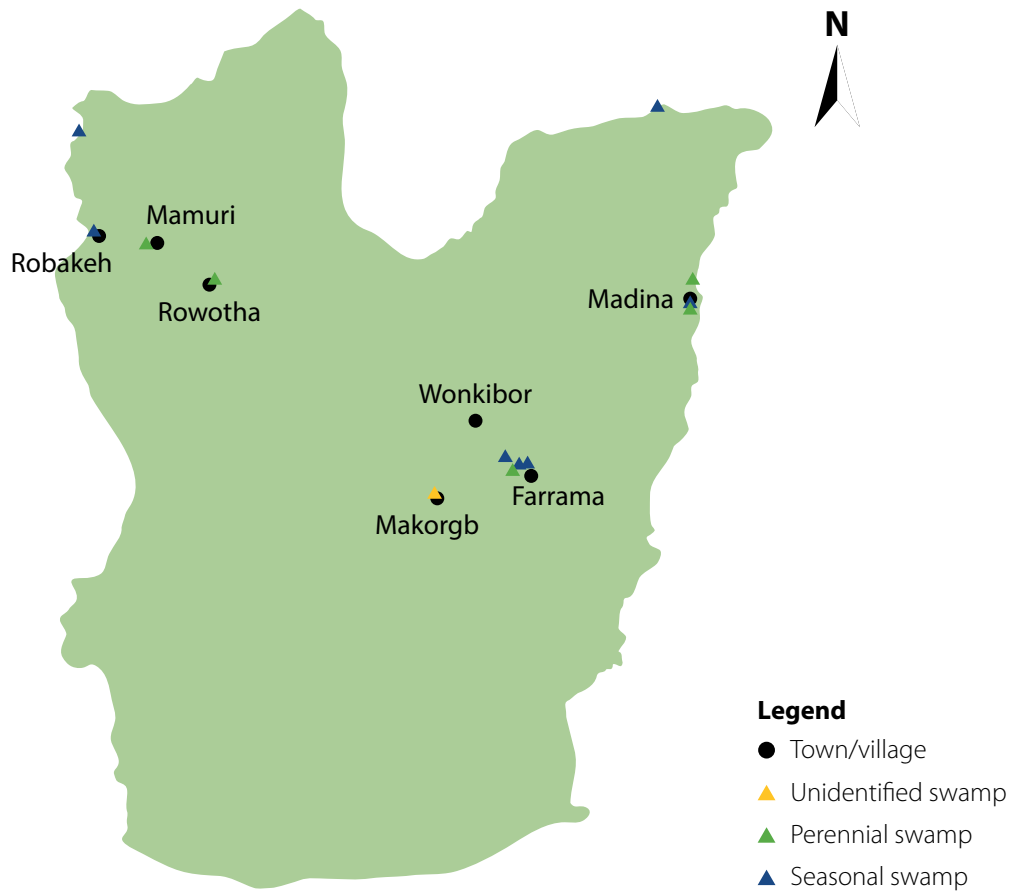 N
Mamuri
Robakeh
Rowotha
Madina
Wonkibor
Farrama
Makorgb
Legend
Town/village
Unidentified swamp
Perennial swamp
Seasonal swamp